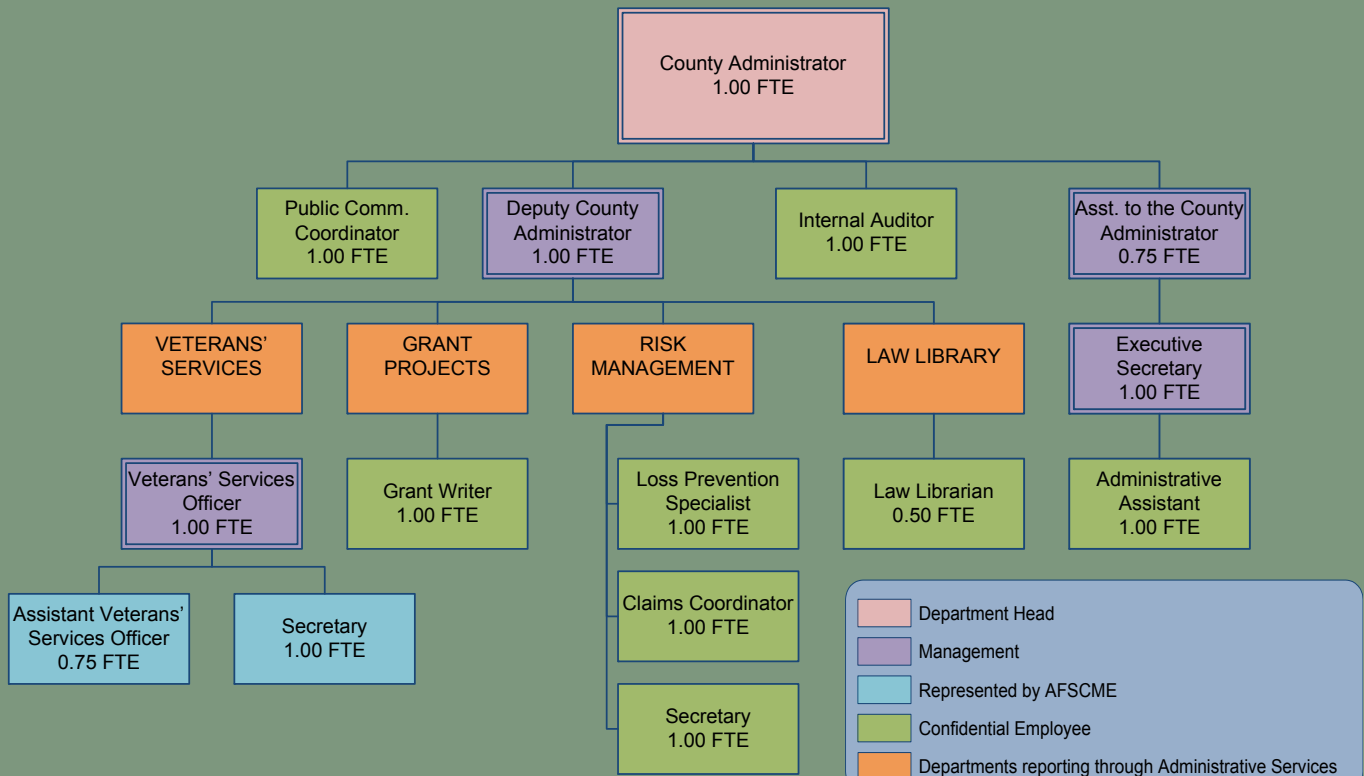 County Administrator
1.00 FTE
Public Comm.
Coordinator
1.00 FTE
Deputy County
Administrator
1.00 FTE
Internal Auditor
1.00 FTE
Asst. to the County
Administrator
0.75 FTE
VETERANS’
SERVICES
GRANT
PROJECTS
RISK
MANAGEMENT
LAW LIBRARY
Executive
Secretary
1.00 FTE
Veterans’ Services
Officer
1.00 FTE
Grant Writer
1.00 FTE
Loss Prevention
Specialist
1.00 FTE
Law Librarian
0.50 FTE
Administrative
Assistant
1.00 FTE
Assistant Veterans’
Services Officer
0.75 FTE
Secretary
1.00 FTE
Claims Coordinator
1.00 FTE
Secretary
1.00 FTE
Department Head
Management
Represented by AFSCME
Confidential Employee
Departments reporting through Administrative Services